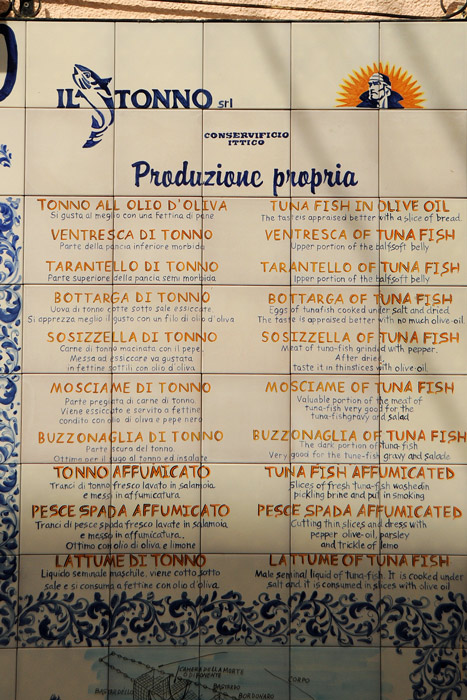 IL TONNO srl
CONSERVIFICIO
ITTICO
Produzione propria
TONNO ALL OLIO D'OLIVA
Si gusta al meglio con una fettina di pane
VENTRESCA DI TONNO
Parte della pancia inferiore morbida
TARANTELLO DI TONNO
Parte superiore della pancia semi morbida
BOTTARGA DI TONNO
Uova di tonno cotte sotto sale essiccate
Si apprezza meglio il gusto con un filo di olio d'oliva
SOSIZZELLA DI TONNO
Carne di tonno macinata con il pepe.
Messa ad essiccare va gustata
in fettine sottili con olio d'oliva
MOSCIAME DI TONNO
Parte pregiata di carne di tonno.
Viene essiccato e servito a fettine
condito con olio di oliva e pepe nero
BUZZONAGLIA DI TONNO
Parte scura del tonno.
Ottimo per il sugo di tonno ed insalate
TONNO AFFUMICATO
Tranci di tonno fresco lavato in salamoia
e messi in affumicatura
PESCE SPADA AFFUMICATO
Tranci di pesce spada fresco lavato in salamoia
e messo in affumicatura.
Ottimo con olio di oliva e limone
LATTUME DI TONNO
Liquido seminale maschile, viene cotto sotto
sale e si consuma a fettine con olio d'oliva
TUNA FISH IN OLIVE OIL
The taste is appraised better with a slice of bread
VENTRESCA OF TUNA FISH
Upper portion of the balfsoft belly
TARANTELLO OF TUNA FISH
Upper portion of the balfsoft belly
BOTTARGA OF TUNA FISH
Eggs of tunafish cooked under salt and dried.
The taste is appraised better with no much olive oil.
SOSIZELLA OF TUNA FISH
Meat of tuna-fish grinded with pepper.
After dried,
taste it in thinslices with olive-oil.
MOSCIAME OF TUNA FISH
Valuable portion of the meat of
tuna-fish very good for the
tuna-fishgravy and salad
BUZZONAGLIA OF TUNA FISH
The dark portion of tuna-fish
Very good for the tune-fish gravy and salade
TUNA FISH AFFUMICATED
Slices of fresh tuna-fish washedin
pickling brine and put in smoking
PESCE SPADA AFFUMICATED
Cutting thin slices and dress with
pepper olive-oil, parsley
and trickle of lemo
LATTUME OF TUNA FISH
Male seminal liquid of tuna-fish. It is cooked under
salt and it is consumed in slices with olive oil
CAMERA DELLA MORTE
O DI PONENTE
CORPO
BASTARDO
BORDONARO